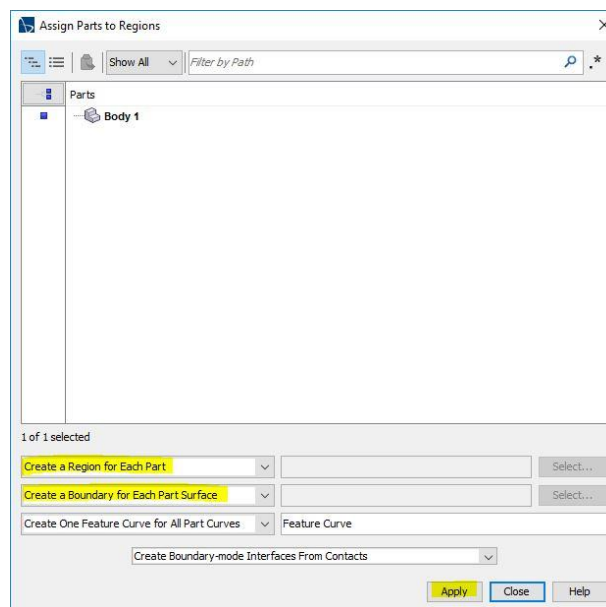 Assign Parts to Regions
Show All Filter by Path .*
Parts
Body 1
1 of 1 selected
Create a Region for Each Part Select...
Create a Boundary for Each Part Surface Select...
Create One Feature Curve for All Part Curves Feature Curve
Create Boundary-mode Interfaces From Contacts
Apply Close Help